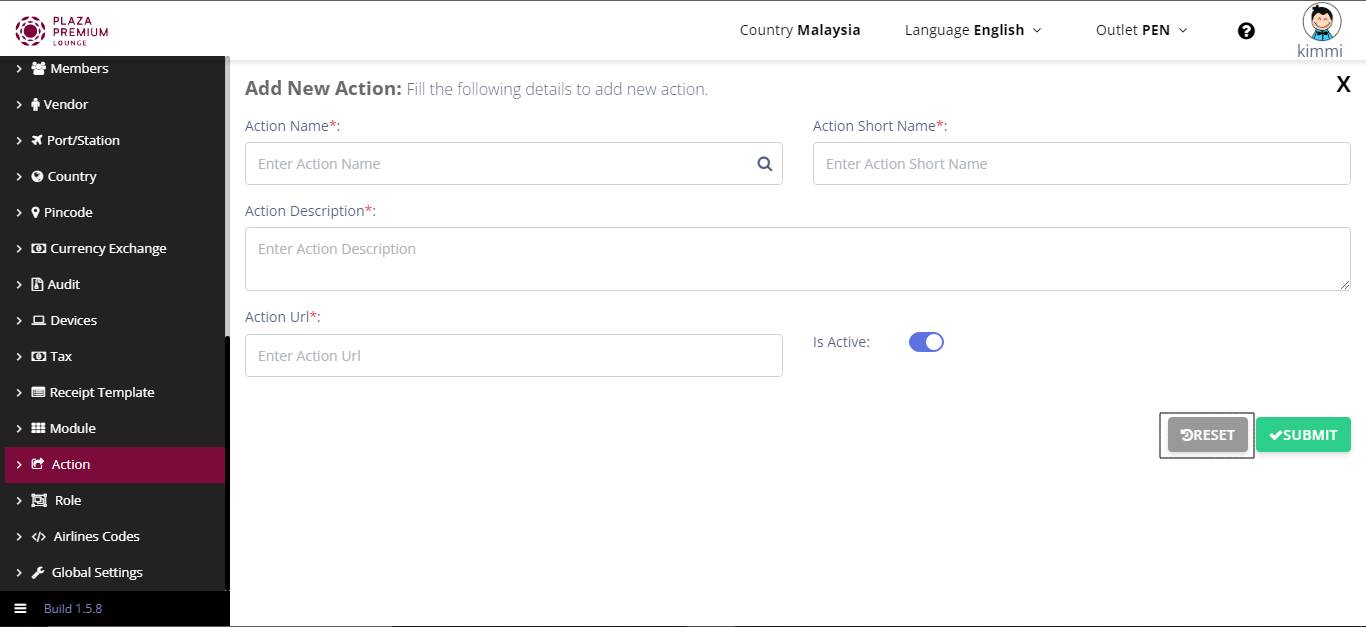 PLAZA
PREMIUM
LOUNGE
Country Malaysia
Language English
Outlet PEN
kimmi
Members
Vendor
Port/Station
Country
Pincode
Currency Exchange
Audit
Devices
Tax
Receipt Template
Module
Action
Role
Airlines Codes
Global Settings
Build 1.5.8
Add New Action: Fill the following details to add new action.
X
Action Name*:
Enter Action Name
Action Short Name*:
Enter Action Short Name
Action Description*:
Enter Action Description
Action Url*:
Enter Action Url
Is Active:
RESET
SUBMIT